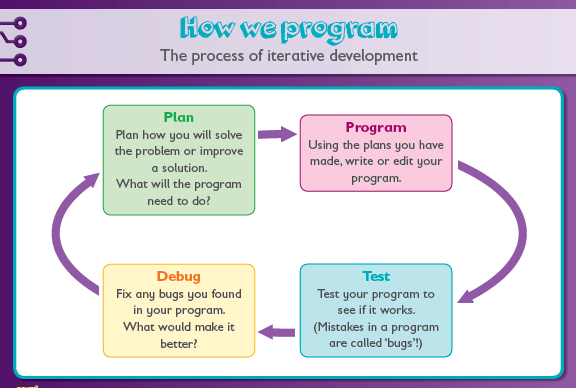 How we program
The process of iterative development
Plan
Plan how you will solve
the problem or improve
a solution.
What will the program
need to do?
Program
Using the plans you have
made, write or edit your
program.
Test
Test your program to
see if it works.
(Mistakes in a program
are called ‘bugs’!)
Debug
Fix any bugs you found
in your program.
What would make it
better?